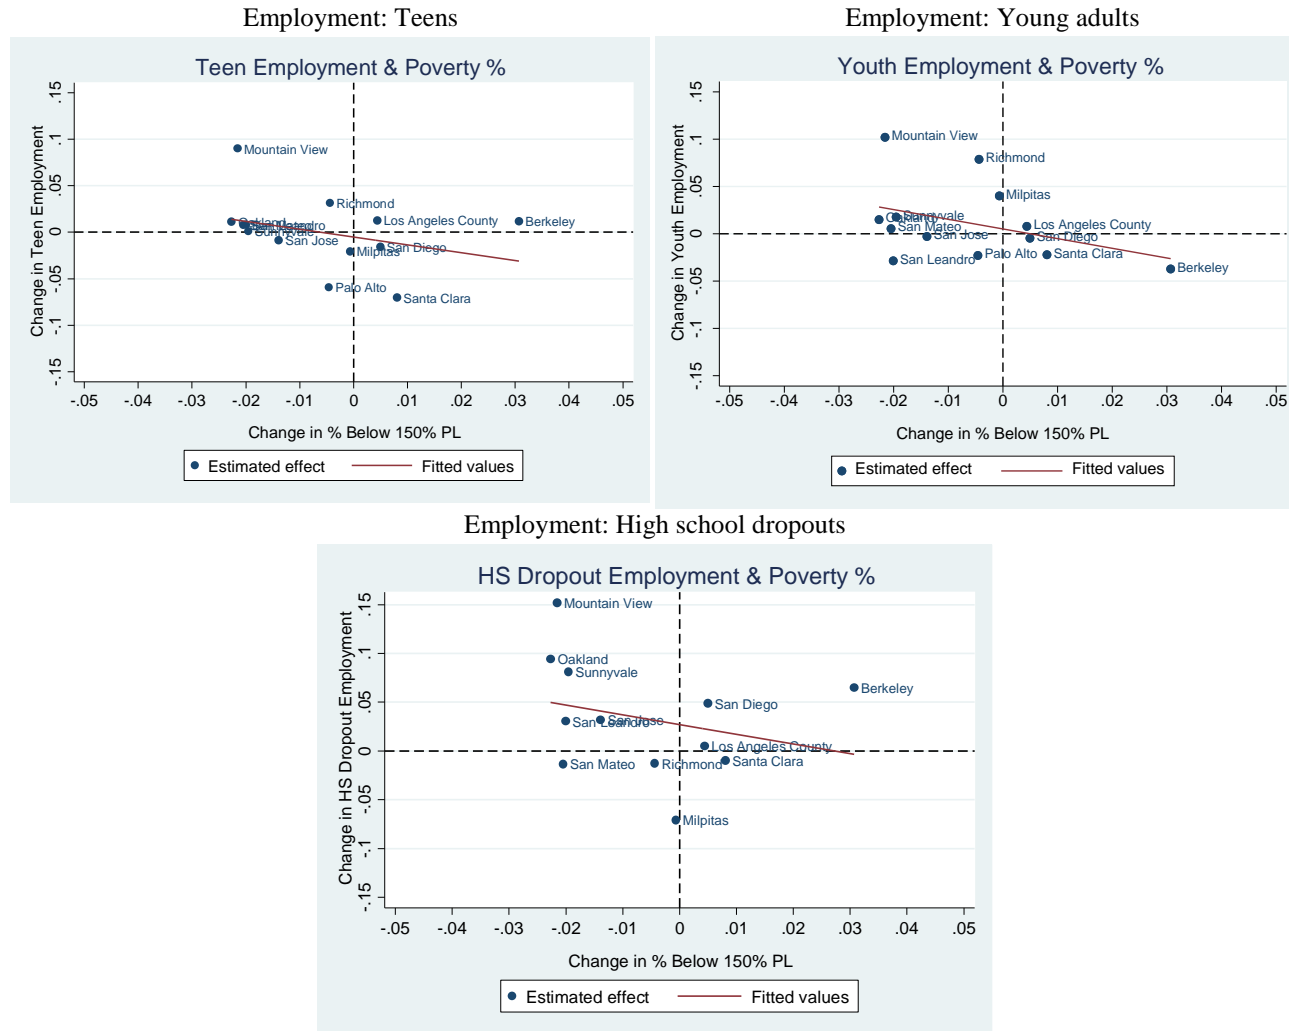 Employment: Teens
Employment: Young adults
Teen Employment & Poverty %
Change in Teen Employment
.15
.1
.05
0
-.05
-.1
-.15
Mountain View
Richmond
Oakland
San Mateo
San Leandro
Sunnyvale
San Jose
Los Angeles County
Berkeley
San Diego
Milpitas
Palo Alto
Santa Clara
-.05 -.04 -.03 -.02 -.01 0 .01 .02 .03 .04 .05
Change in % Below 150% PL
Estimated effect Fitted values
Youth Employment & Poverty %
Change in Youth Employment
.15
.1
.05
0
-.05
-.1
-.15
Mountain View
Richmond
Milpitas
Sunnyvale
Oakland
San Mateo
San Jose
Los Angeles County
San Diego
San Leandro
Palo Alto
Santa Clara
Berkeley
-.05 -.04 -.03 -.02 -.01 0 .01 .02 .03 .04 .05
Change in % Below 150% PL
Estimated effect Fitted values
Employment: High school dropouts
HS Dropout Employment & Poverty %
Change in HS Dropout Employment
.15
.1
.05
0
-.05
-.1
-.15
Mountain View
Oakland
Sunnyvale
Berkeley
San Diego
San Jose
San Leandro
Los Angeles County
San Mateo
Richmond
Santa Clara
Milpitas
-.05 -.04 -.03 -.02 -.01 0 .01 .02 .03 .04 .05
Change in % Below 150% PL
Estimated effect Fitted values